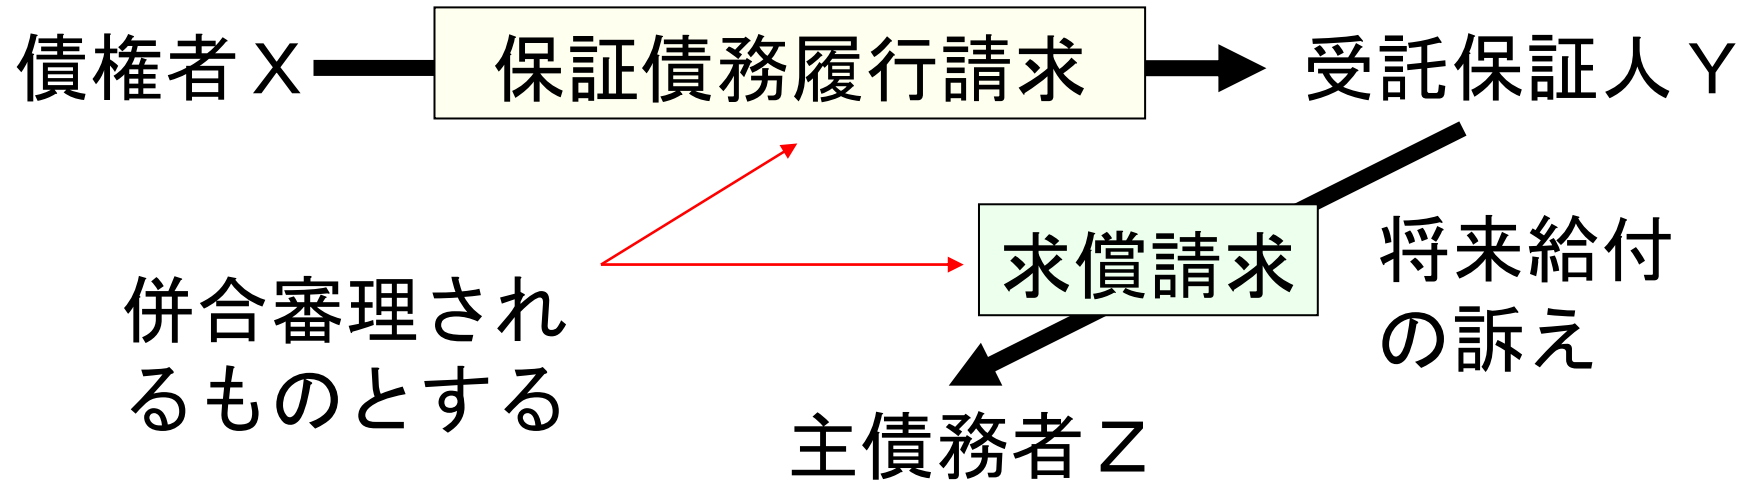 債権者Ｘ
保証債務履行請求
受託保証人Ｙ
求償請求
将来給付
の訴え
併合審理され
るものとする
主債務者Ｚ